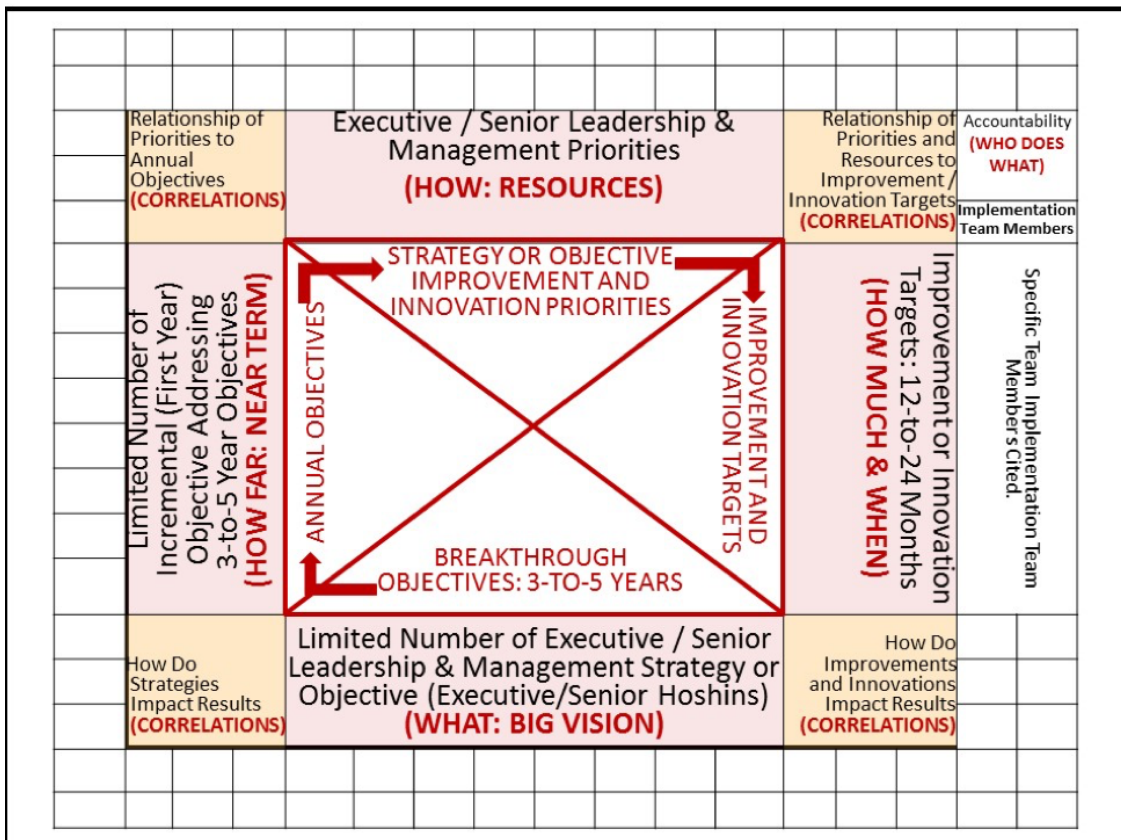 Relationship of
Priorities to
Annual
Objectives
(CORRELATIONS)
Executive / Senior Leadership &
Management Priorities
(HOW: RESOURCES)
Relationship of
Priorities and
Resources to
Improvement /
Innovation Targets
(CORRELATIONS)
Accountability
(WHO DOES
WHAT)
Implementation
Team Members
Limited Number of
Incremental (First Year)
Objective Addressing
3-to-5 Year Objectives
(HOW FAR: NEAR TERM)
ANNUAL OBJECTIVES
STRATEGY OR OBJECTIVE
IMPROVEMENT AND
INNOVATION PRIORITIES
IMPROVEMENT AND
INNOVATION TARGETS
BREAKTHROUGH
OBJECTIVES: 3-TO-5 YEARS
Improvement or Innovation
Targets: 12-to-24 Months
(HOW MUCH & WHEN)
Specific Team Implementation Team
Members Cited.
How Do
Strategies
Impact Results
(CORRELATIONS)
Limited Number of Executive / Senior
Leadership & Management Strategy or
Objective (Executive/Senior Hoshins)
(WHAT: BIG VISION)
How Do
Improvements
and Innovations
Impact Results
(CORRELATIONS)